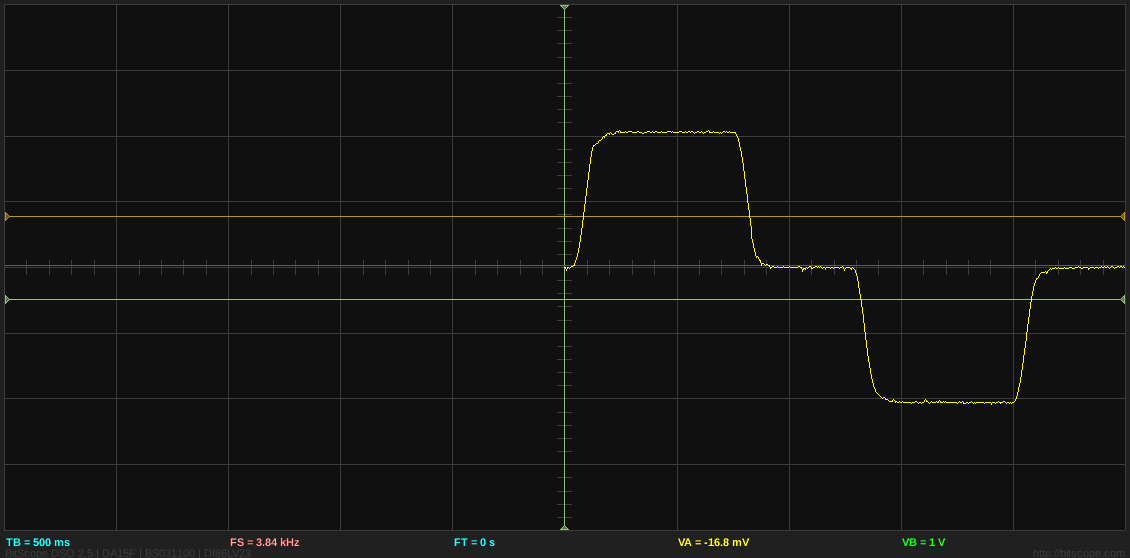 TB = 500 ms FS = 3.84 kHz FT = 0 s VA = -16.8 mV VB = 1 V
BitScope DSO 2.5 | DA15F | BS031100 | DI86LV23 http://bitscope.com